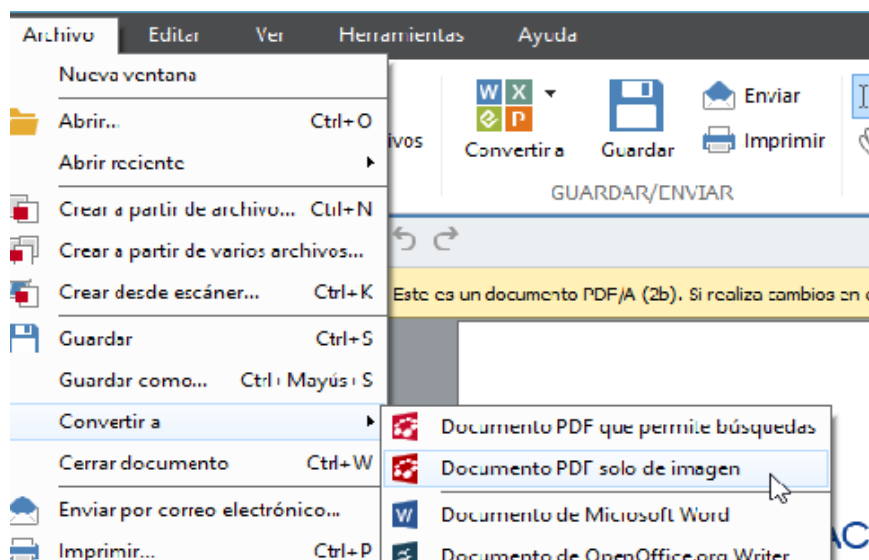 Archivo Editar Ver Herramientas Ayuda
Nueva ventana
Abrir... Ctrl+O
Abrir reciente
Crear a partir de archivo... Ctrl+N
Crear a partir de varios archivos...
Crear desde escáner... Ctrl+K
Guardar Ctrl+S
Guardar como... Ctrl+Mayús+S
Convertir a
Cerrar documento Ctrl+W
Enviar por correo electrónico...
Imprimir... Ctrl+P
ivos
W X
P
Convertir a
Guardar
Enviar
Imprimir
GUARDAR/ENVIAR
Este es un documento PDF/A (2b). Si realiza cambios en
Documento PDF que permite búsquedas
Documento PDF solo de imagen
W Documento de Microsoft Word
Documento de OpenOffice.org Writer
AC